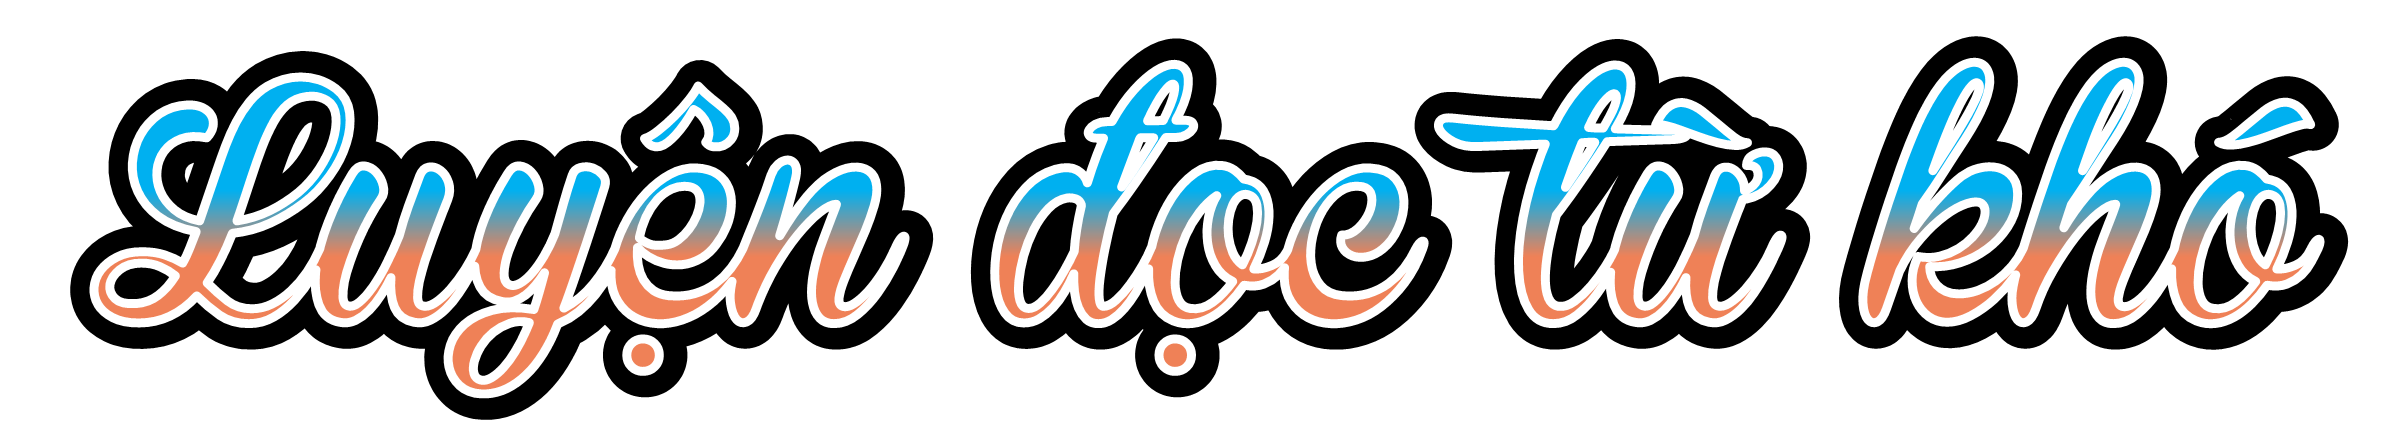 Luyện đọc từ khó